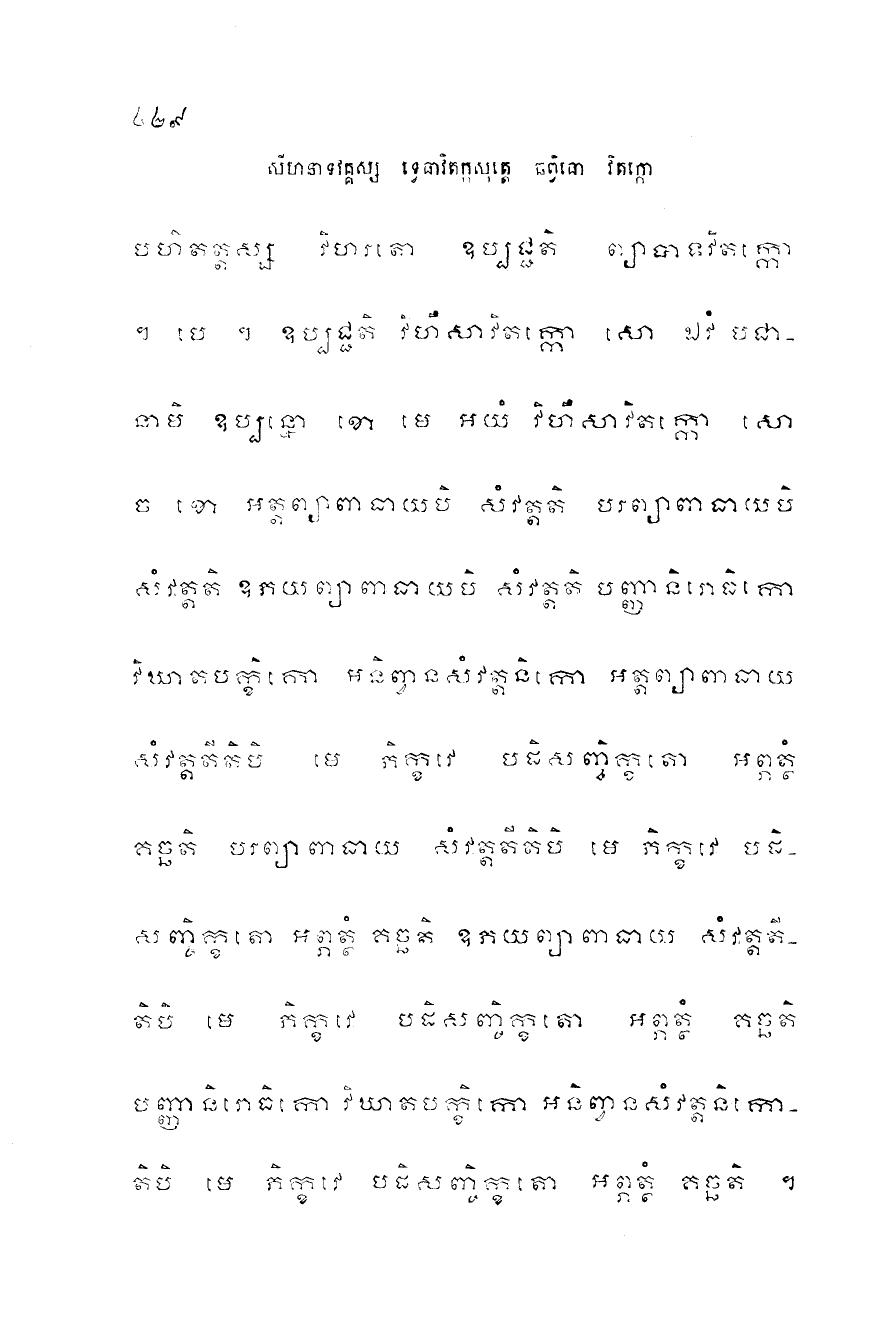 ៤២៩
សីហនាទវគ្គស្ស ទ្វេធាវិតក្កសុត្តេ ឆព្វិធោ វិតក្កោ
បហិតត្តស្ស វិហរតោ ឧប្បជ្ជតិ ព្យាបាទវិតក្កោ
។ បេ ។ ឧប្បជ្ជតិ វិហឹសាវិតក្កោ សោ ឯវំ បជា-
នាមិ ឧប្បន្នោ ខោ មេ អយំ វិហឹសាវិតក្កោ សោ
ច ខោ អត្តព្យាពាធាយបិ សំវត្តតិ បរព្យាពាធាយបិ
សំវត្តតិ ឧភយព្យាពាធាយបិ សំវត្តតិ បញ្ញានិរោធិកោ
វិឃាតបក្ខិកោ អនិព្វានសំវត្តនិកោ អត្តព្យាពាធាយ
សំវត្តតីតិបិ មេ ភិក្ខវេ បដិសញ្ចិក្ខតោ អព្ភត្ថំ
គច្ឆតិ បរព្យាពាធាយ សំវត្តតីតិបិ មេ ភិក្ខវេ បដិ-
សញ្ចិក្ខតោ អព្ភត្ថំ គច្ឆតិ ឧភយព្យាពាធាយ សំវត្តតី-
តិបិ មេ ភិក្ខវេ បដិសញ្ចិក្ខតោ អព្ភត្ថំ គច្ឆតិ
បញ្ញានិរោធិកោ វិឃាតបក្ខិកោ អនិព្វានសំវត្តនិកោ-
តិបិ មេ ភិក្ខវេ បដិសញ្ចិក្ខតោ អព្ភត្ថំ គច្ឆតិ ។